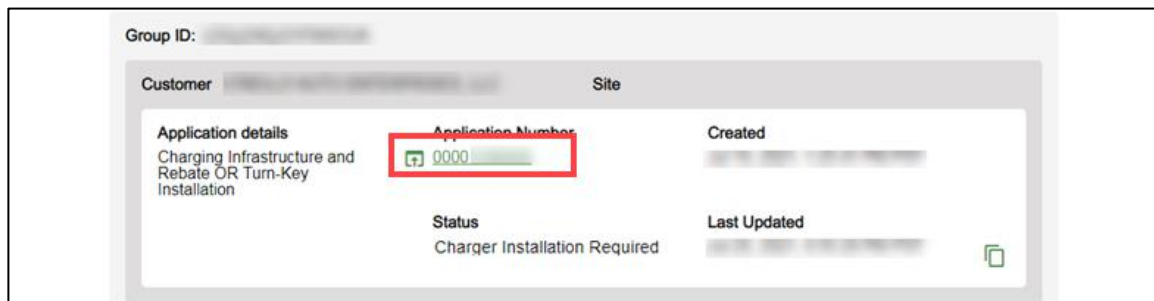 Group ID:
Customer Site
Application details Application Number Created
Charging Infrastructure and 0000
Rebate OR Turn-Key
Installation
Status Last Updated
Charger Installation Required